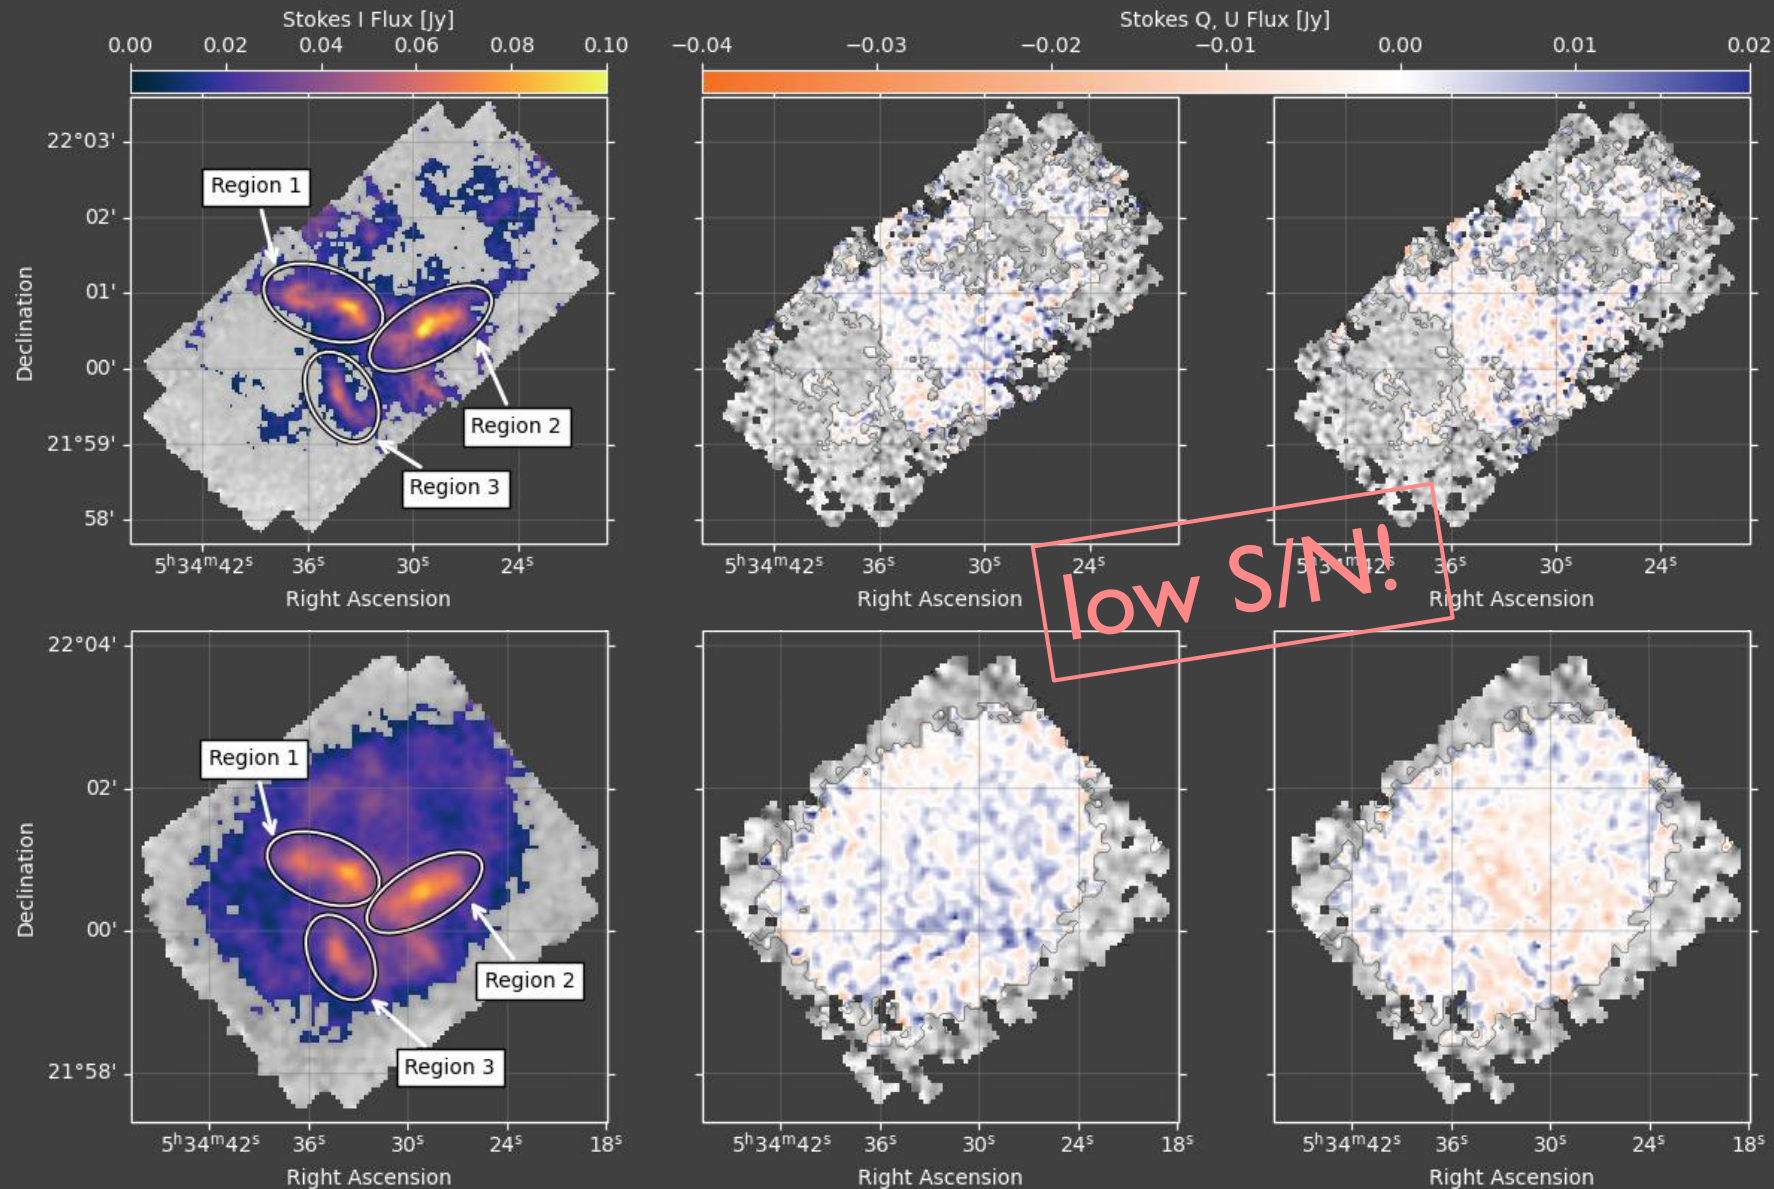 Stokes I Flux [Jy]
0.00 0.02 0.04 0.06 0.08 0.10
Stokes Q, U Flux [Jy]
−0.04 −0.03 −0.02 −0.01 0.00 0.01 0.02
22°03'
02'
01'
00'
21°59'
58'
Declination
Region 1
Region 2
Region 3
5ʰ34ᵐ42ˢ 36ˢ 30ˢ 24ˢ
Right Ascension
5ʰ34ᵐ42ˢ 36ˢ 30ˢ 24ˢ
Right Ascension
5ʰ34ᵐ42ˢ 36ˢ 30ˢ 24ˢ
Right Ascension
low S/N!
22°04'
02'
00'
21°58'
Declination
Region 1
Region 2
Region 3
5ʰ34ᵐ42ˢ 36ˢ 30ˢ 24ˢ 18ˢ
Right Ascension
5ʰ34ᵐ42ˢ 36ˢ 30ˢ 24ˢ 18ˢ
Right Ascension
5ʰ34ᵐ42ˢ 36ˢ 30ˢ 24ˢ 18ˢ
Right Ascension